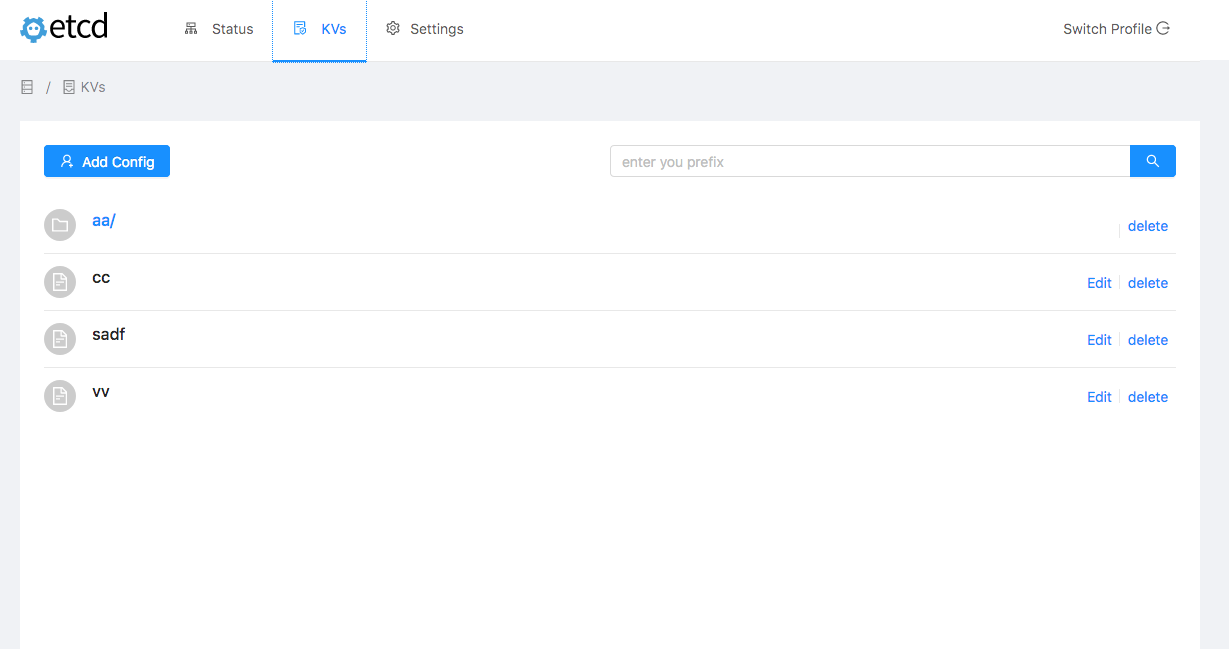 etcd Status KVs Settings Switch Profile
/ KVs
Add Config enter you prefix
aa/ delete
cc Edit delete
sadf Edit delete
vv Edit delete